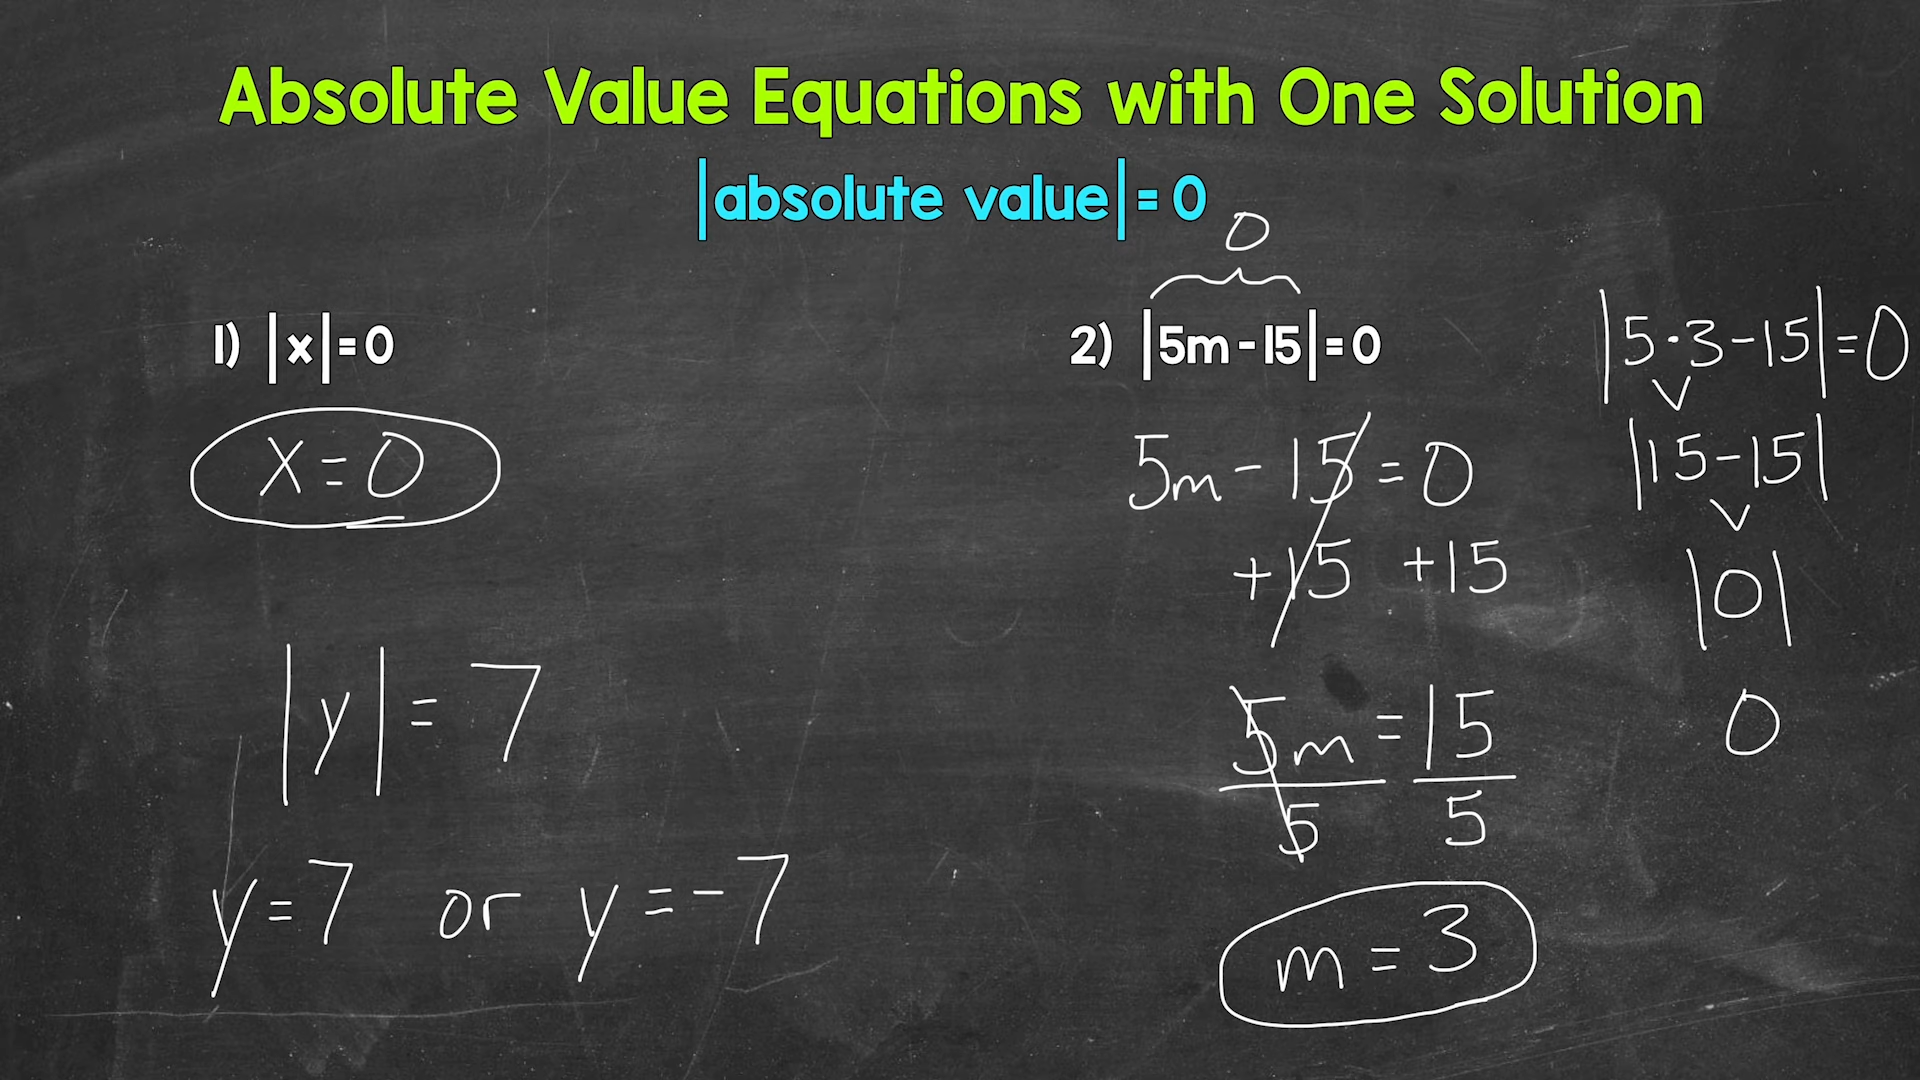 Absolute Value Equations with One Solution
|absolute value| = 0
1) |x| = 0
x = 0
|y| = 7
y = 7 or y = -7
0
2) |5m - 15| = 0
5m - 15 = 0
+15 +15
5m = 15
5 5
m = 3
|5·3-15| = 0
|15-15|
|0|
0